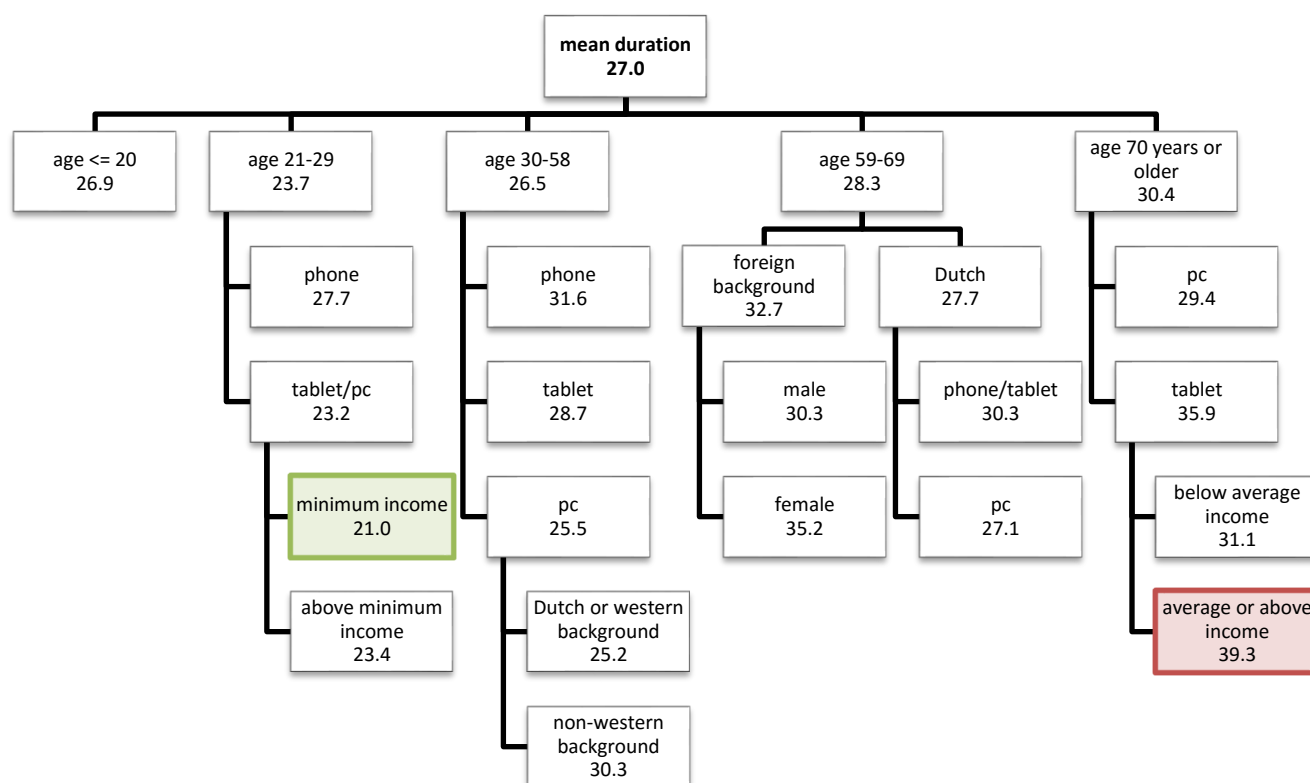 mean duration
27.0
age <= 20
26.9
age 21-29
23.7
age 30-58
26.5
age 59-69
28.3
age 70 years or
older
30.4
phone
27.7
phone
31.6
foreign
background
32.7
Dutch
27.7
pc
29.4
tablet/pc
23.2
tablet
28.7
male
30.3
phone/tablet
30.3
tablet
35.9
minimum income
21.0
pc
25.5
female
35.2
pc
27.1
below average
income
31.1
above minimum
income
23.4
Dutch or western
background
25.2
average or above
income
39.3
non-western
background
30.3